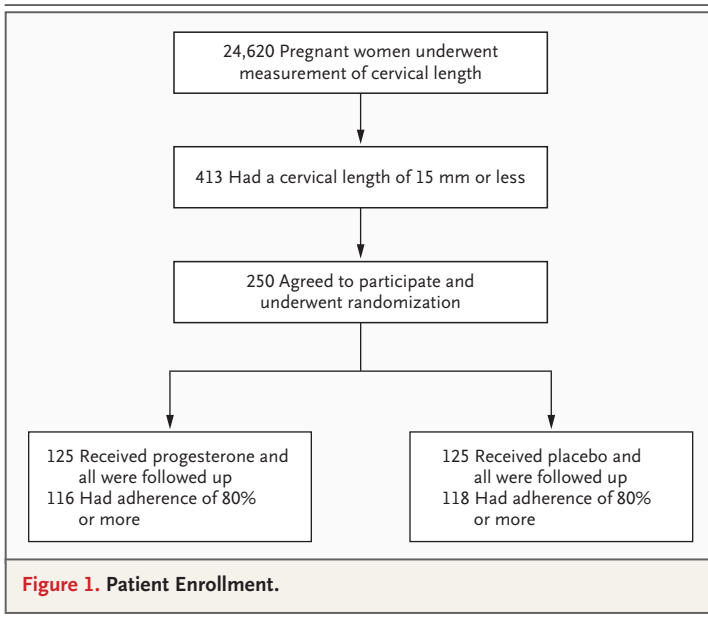 24,620 Pregnant women underwent
measurement of cervical length
413 Had a cervical length of 15 mm or less
250 Agreed to participate and
underwent randomization
125 Received progesterone and
all were followed up
116 Had adherence of 80%
or more
125 Received placebo and
all were followed up
118 Had adherence of 80%
or more
Figure 1. Patient Enrollment.